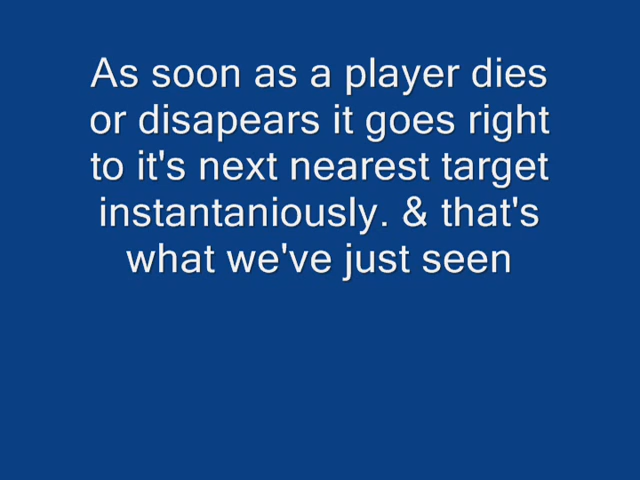 As soon as a player dies
or disapears it goes right
to it's next nearest target
instantaniously. & that's
what we've just seen